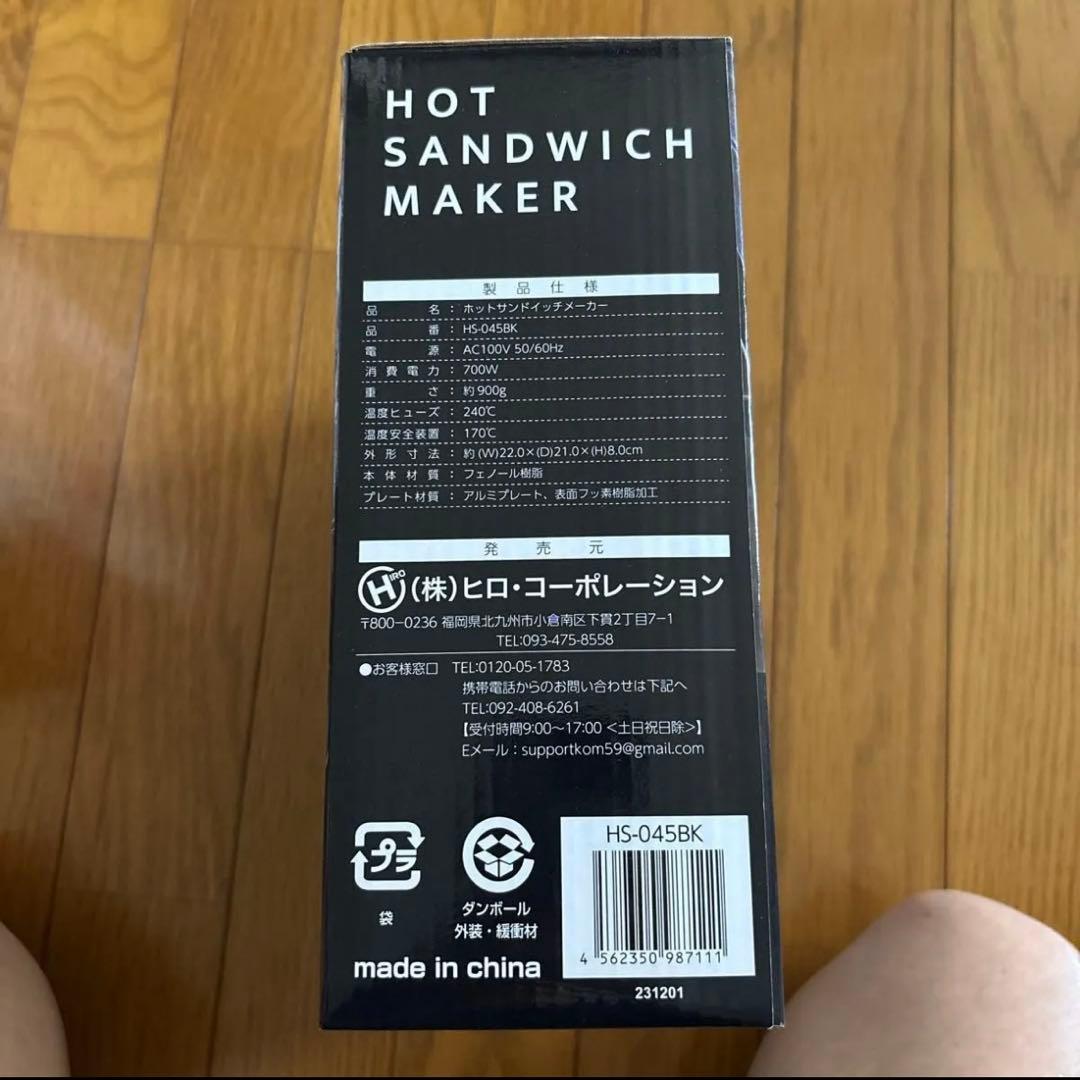 HOT
SANDWICH
MAKER
製品仕様
品名：ホットサンドイッチメーカー
品番：HS-045BK
電源：AC100V 50/60Hz
消費電力：700W
重さ：約900g
温度ヒューズ：240℃
温度安全装置：170℃
外形寸法：約(W)22.0×(D)21.0×(H)8.0cm
本体材質：フェノール樹脂
プレート材質：アルミプレート、表面フッ素樹脂加工
発売元
HIRO (株)ヒロ・コーポレーション
〒800−0236 福岡県北九州市小倉南区下貫2丁目7−1
TEL:093-475-8558
●お客様窓口 TEL:0120-05-1783
携帯電話からのお問い合わせは下記へ
TEL:092-408-6261
【受付時間9:00〜17:00 <土日祝日除>】
Eメール：supportkom59@gmail.com
プラ
袋
ダンボール
外装・緩衝材
made in china
HS-045BK
4 562350 987111
231201